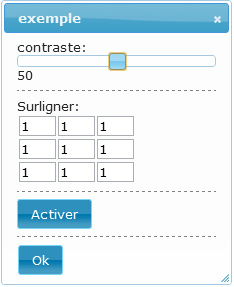 exemple
contraste:
50
Surligner:
1 1 1
1 1 1
1 1 1
Activer
Ok